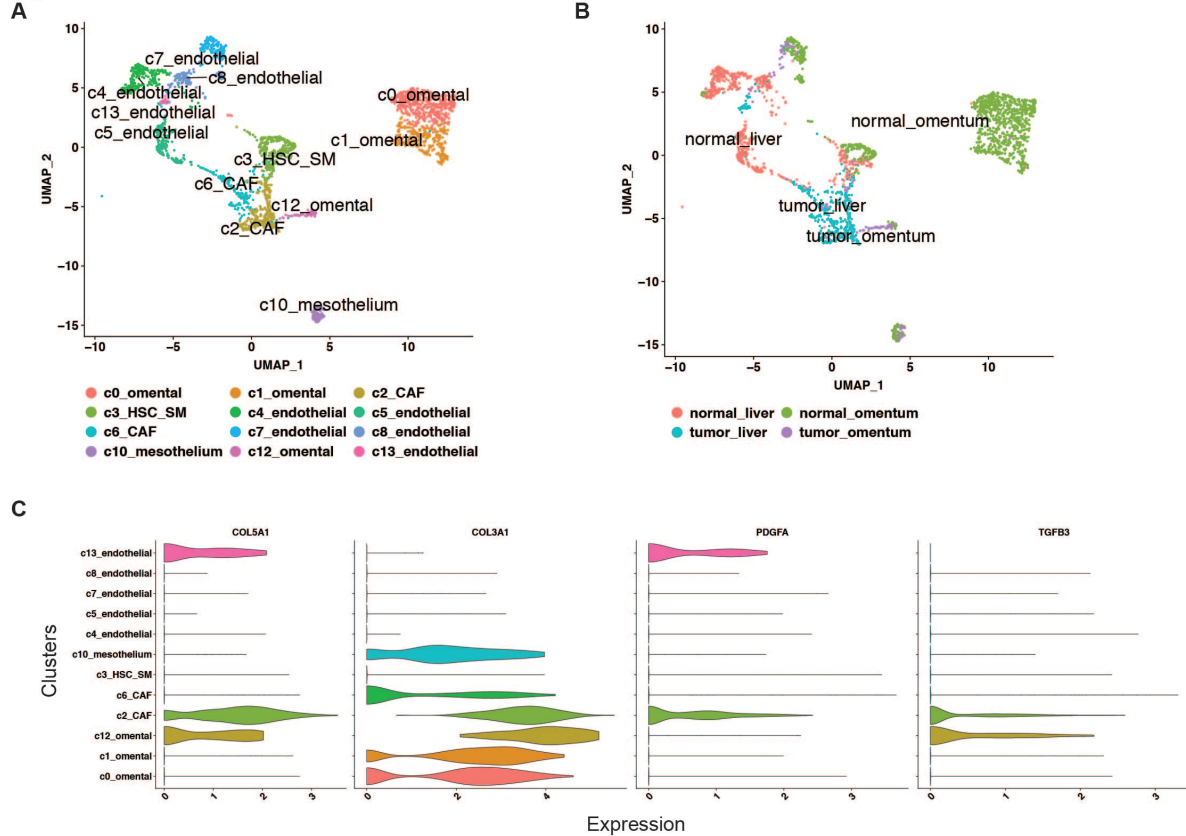 A
10
5
0
−5
−10
−15
UMAP_2
−10
−5
0
5
10
UMAP_1
c7_endothelial
c8_endothelial
c4_endothelial
c13_endothelial
c5_endothelial
c0_omental
c1_omental
c3_HSC_SM
c6_CAF
c12_omental
c2_CAF
c10_mesothelium
c0_omental c1_omental c2_CAF
c3_HSC_SM c4_endothelial c5_endothelial
c6_CAF c7_endothelial c8_endothelial
c10_mesothelium c12_omental c13_endothelial
B
10
5
0
−5
−10
−15
UMAP_2
−10
−5
0
5
10
UMAP_1
normal_omentum
normal_liver
tumor_liver
tumor_omentum
normal_liver normal_omentum
tumor_liver tumor_omentum
C
COL5A1 COL3A1 PDGFA TGFB3
Clusters
c13_endothelial
c8_endothelial
c7_endothelial
c5_endothelial
c4_endothelial
c10_mesothelium
c3_HSC_SM
c6_CAF
c2_CAF
c12_omental
c1_omental
c0_omental
0 1 2 3 0 2 4 0 1 2 3 0 1 2 3
Expression